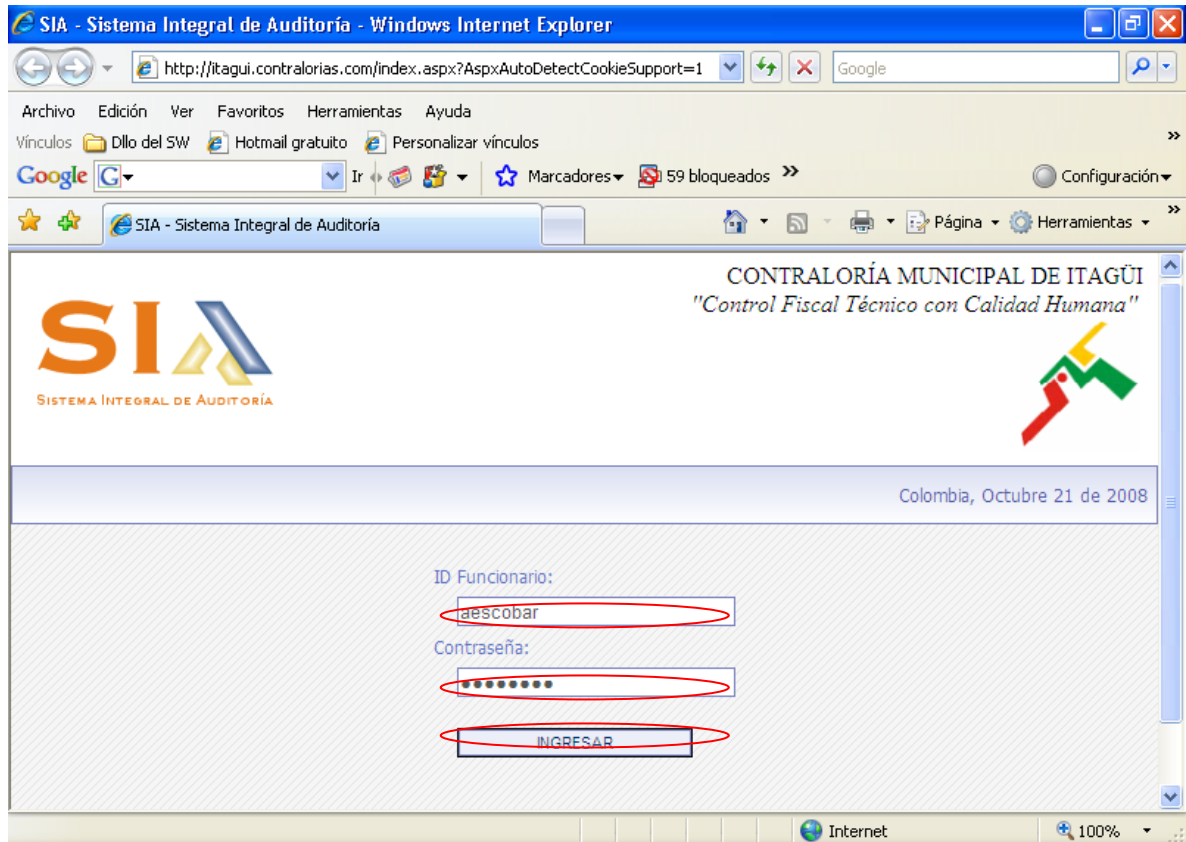 SIA - Sistema Integral de Auditoría - Windows Internet Explorer
http://itagui.contralorias.com/index.aspx?AspxAutoDetectCookieSupport=1 Google
Archivo Edición Ver Favoritos Herramientas Ayuda
Vínculos Dllo del SW Hotmail gratuito Personalizar vínculos »
Google G Ir Marcadores 59 bloqueados » Configuración
SIA - Sistema Integral de Auditoría Página Herramientas »
CONTRALORÍA MUNICIPAL DE ITAGÜI
"Control Fiscal Técnico con Calidad Humana"
SIA
SISTEMA INTEGRAL DE AUDITORÍA
Colombia, Octubre 21 de 2008
ID Funcionario:
aescobar
Contraseña:
••••••••
INGRESAR
Internet 100%